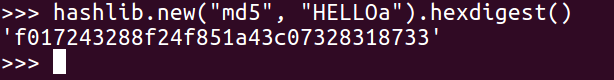 >>> hashlib.new("md5", "HELLOa").hexdigest()
'f017243288f24f851a43c07328318733'
>>>